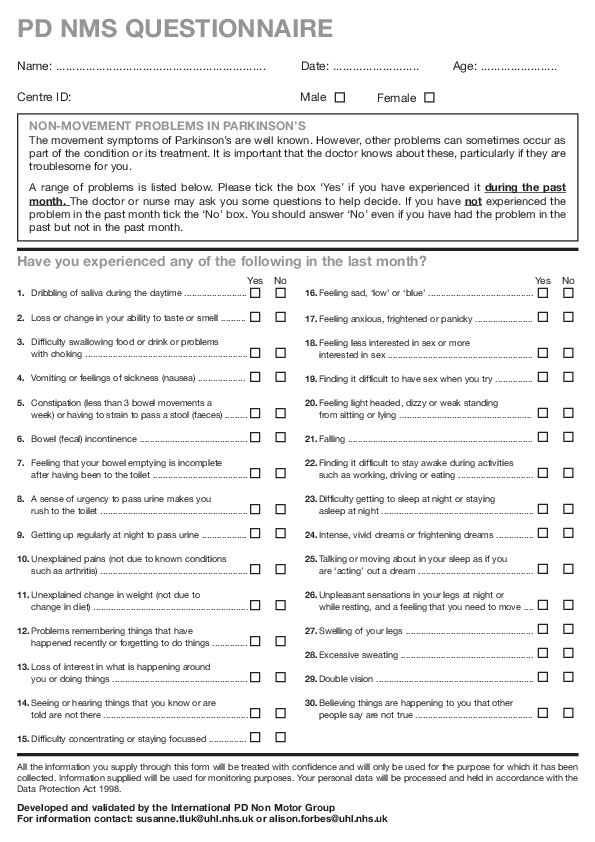 PD NMS QUESTIONNAIRE
Name: ............................................................... Date: .......................... Age: .......................
Centre ID: Male ☐ Female ☐
NON-MOVEMENT PROBLEMS IN PARKINSON'S
The movement symptoms of Parkinson's are well known. However, other problems can sometimes occur as
part of the condition or its treatment. It is important that the doctor knows about these, particularly if they are
troublesome for you.
A range of problems is listed below. Please tick the box 'Yes' if you have experienced it during the past
month. The doctor or nurse may ask you some questions to help decide. If you have not experienced the
problem in the past month tick the 'No' box. You should answer 'No' even if you have had the problem in the
past but not in the past month.
Have you experienced any of the following in the last month?
Yes No
1. Dribbling of saliva during the daytime ☐ ☐
2. Loss or change in your ability to taste or smell ☐ ☐
3. Difficulty swallowing food or drink or problems
with choking ☐ ☐
4. Vomiting or feelings of sickness (nausea) ☐ ☐
5. Constipation (less than 3 bowel movements a
week) or having to strain to pass a stool (faeces) ☐ ☐
6. Bowel (fecal) incontinence ☐ ☐
7. Feeling that your bowel emptying is incomplete
after having been to the toilet ☐ ☐
8. A sense of urgency to pass urine makes you
rush to the toilet ☐ ☐
9. Getting up regularly at night to pass urine ☐ ☐
10. Unexplained pains (not due to known conditions
such as arthritis) ☐ ☐
11. Unexplained change in weight (not due to
change in diet) ☐ ☐
12. Problems remembering things that have
happened recently or forgetting to do things ☐ ☐
13. Loss of interest in what is happening around
you or doing things ☐ ☐
14. Seeing or hearing things that you know or are
told are not there ☐ ☐
15. Difficulty concentrating or staying focussed ☐ ☐
Yes No
16. Feeling sad, 'low' or 'blue' ☐ ☐
17. Feeling anxious, frightened or panicky ☐ ☐
18. Feeling less interested in sex or more
interested in sex ☐ ☐
19. Finding it difficult to have sex when you try ☐ ☐
20. Feeling light headed, dizzy or weak standing
from sitting or lying ☐ ☐
21. Falling ☐ ☐
22. Finding it difficult to stay awake during activities
such as working, driving or eating ☐ ☐
23. Difficulty getting to sleep at night or staying
asleep at night ☐ ☐
24. Intense, vivid dreams or frightening dreams ☐ ☐
25. Talking or moving about in your sleep as if you
are 'acting' out a dream ☐ ☐
26. Unpleasant sensations in your legs at night or
while resting, and a feeling that you need to move ☐ ☐
27. Swelling of your legs ☐ ☐
28. Excessive sweating ☐ ☐
29. Double vision ☐ ☐
30. Believing things are happening to you that other
people say are not true ☐ ☐
All the information you supply through this form will be treated with confidence and will only be used for the purpose for which it has been
collected. Information supplied will be used for monitoring purposes. Your personal data will be processed and held in accordance with the
Data Protection Act 1998.
Developed and validated by the International PD Non Motor Group
For information contact: susanne.tluk@uhl.nhs.uk or alison.forbes@uhl.nhs.uk